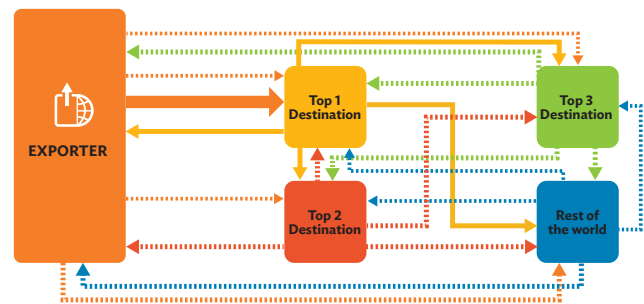 EXPORTER
Top 1
Destination
Top 3
Destination
Top 2
Destination
Rest of
the world